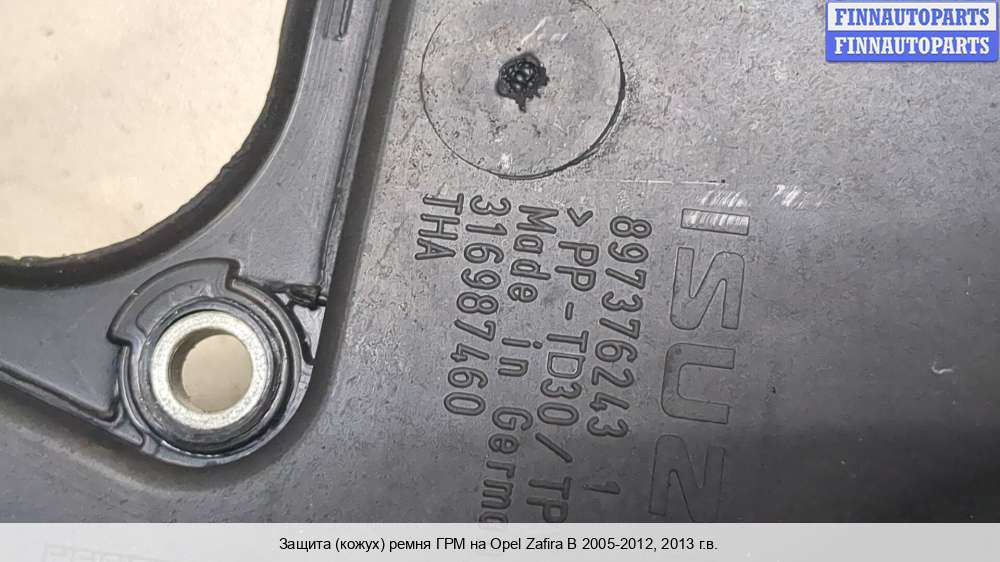 FINNAUTOPARTS
FINNAUTOPARTS
ISUZ
897376243 1
>PP-TD30/TP
Made in Germ
316987460
THA
Защита (кожух) ремня ГРМ на Opel Zafira B 2005-2012, 2013 г.в.